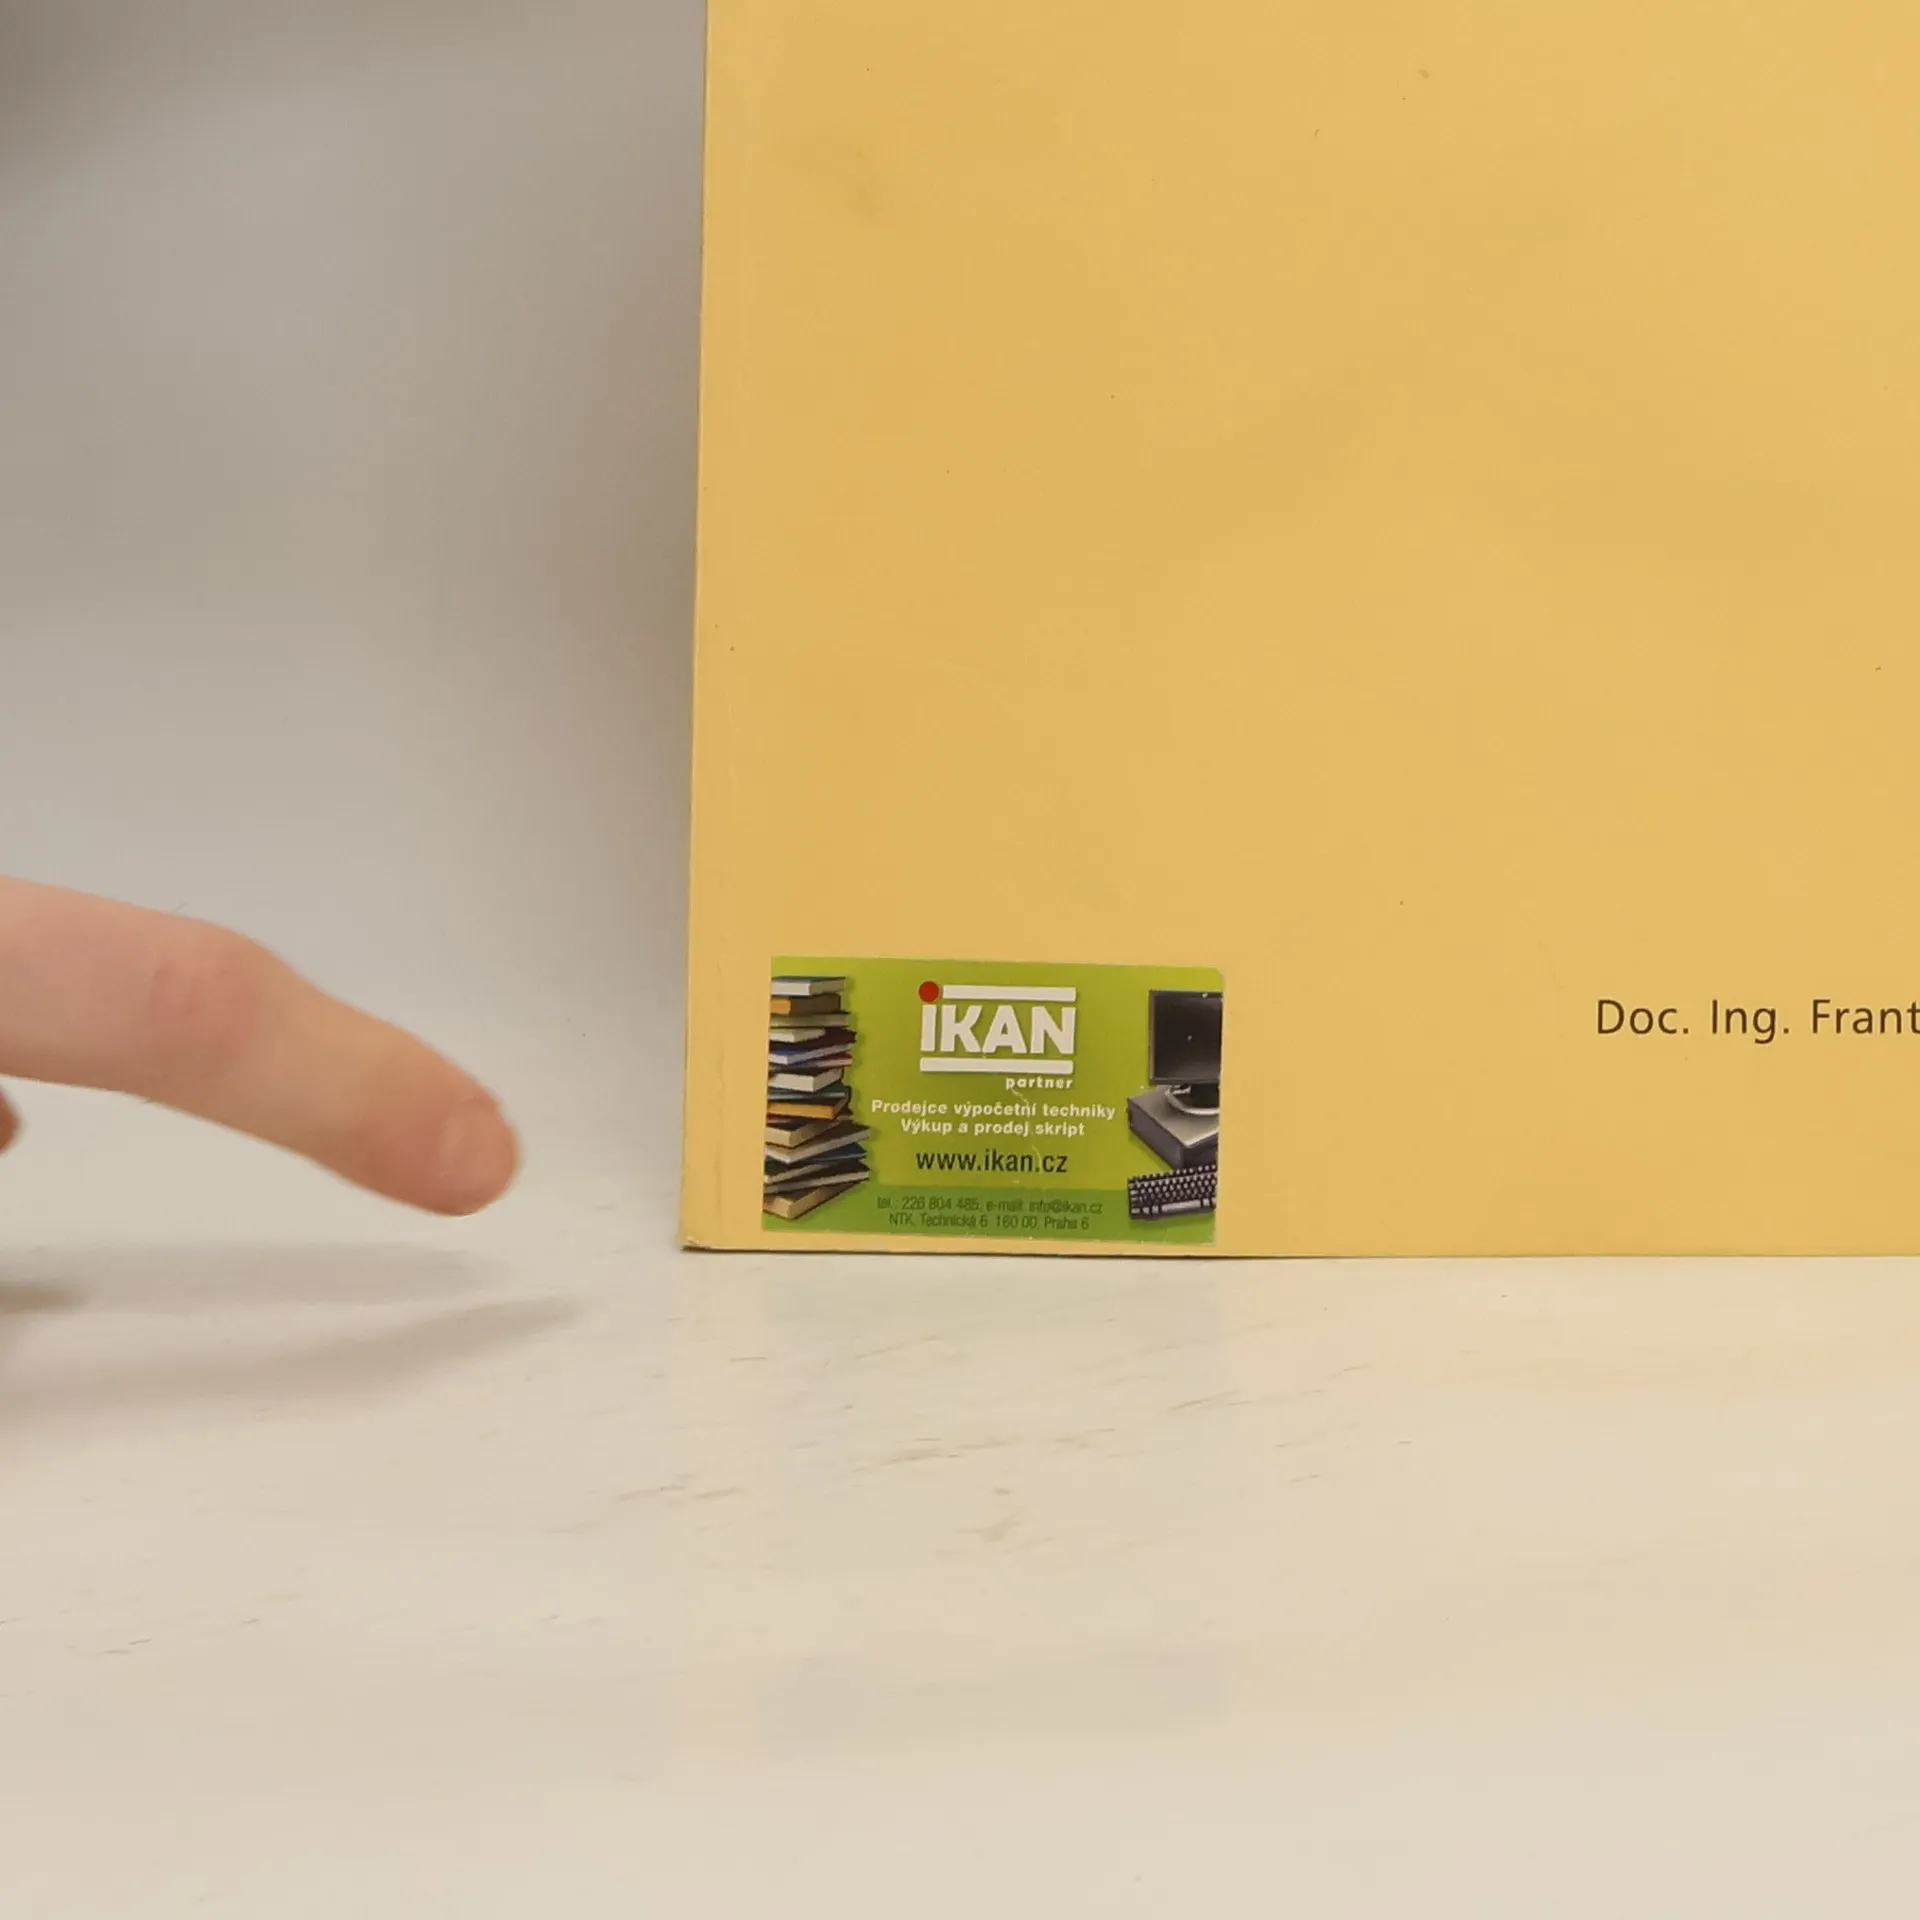 iKAN
partner
Prodejce výpočetní techniky
Výkup a prodej skript
www.ikan.cz
tel.: 226 804 485, e-mail: info@ikan.cz
NTK, Technická 6, 160 00, Praha 6
Doc. Ing. Frant